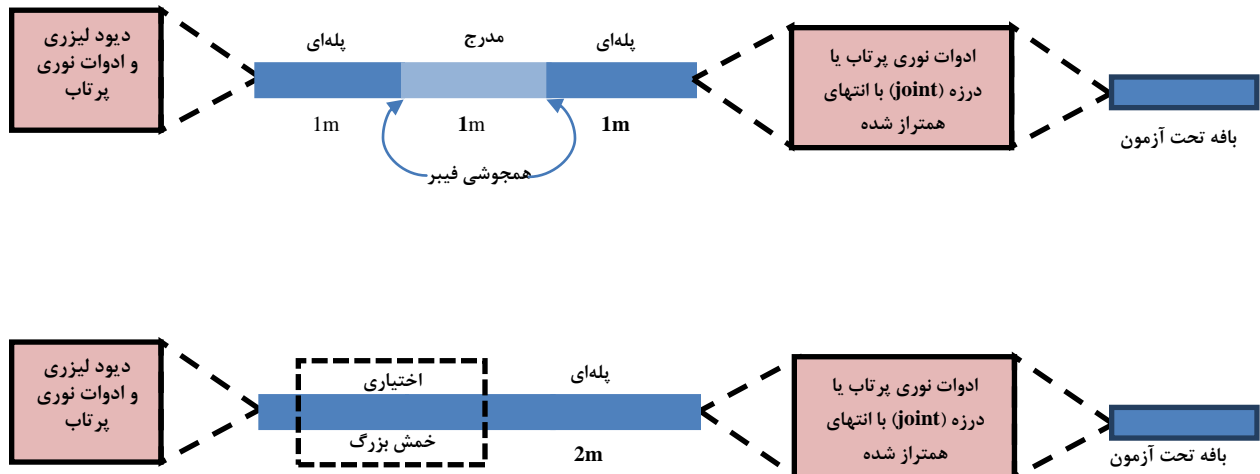 دیود لیزری
و ادوات نوری
پرتاب
پله‌ای
مدرج
پله‌ای
1m
1m
1m
همجوشی فیبر
ادوات نوری پرتاب یا
درزه (joint) با انتهای
همتراز شده
بافه تحت آزمون
دیود لیزری
و ادوات نوری
پرتاب
اختیاری
خمش بزرگ
پله‌ای
2m
ادوات نوری پرتاب یا
درزه (joint) با انتهای
همتراز شده
بافه تحت آزمون